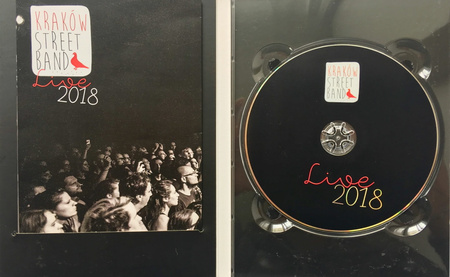 KRAKÓW
STREET
BAND
Live
2018
KRAKÓW
STREET
BAND
Live
2018